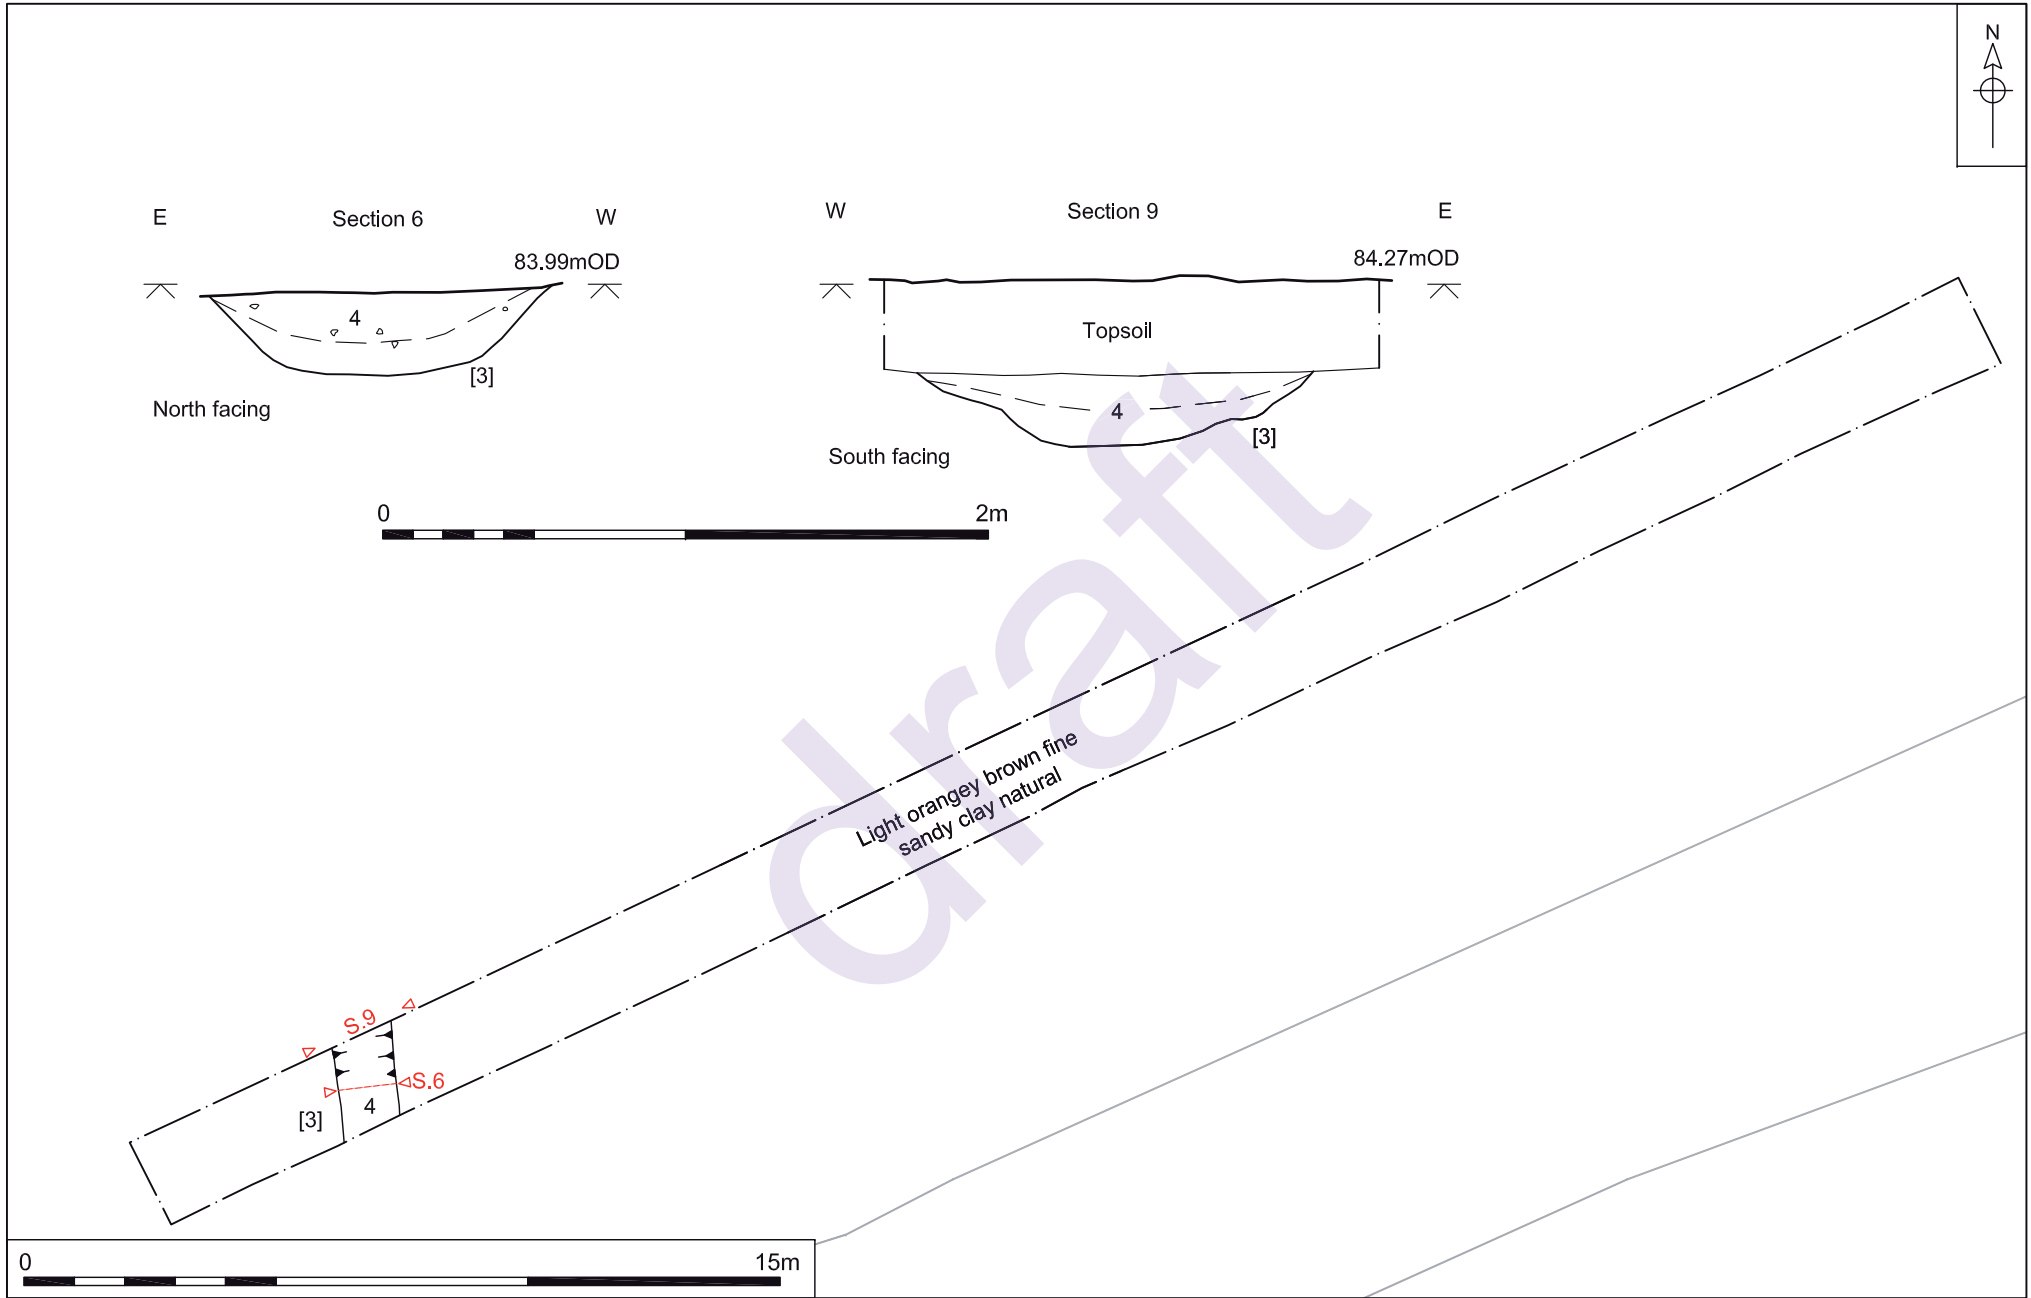 N
E
Section 6
W
83.99mOD
4
[3]
North facing
W
Section 9
E
84.27mOD
Topsoil
4
[3]
South facing
0
2m
draft
Light orangey brown fine
sandy clay natural
S.9
S.6
[3]
4
0
15m